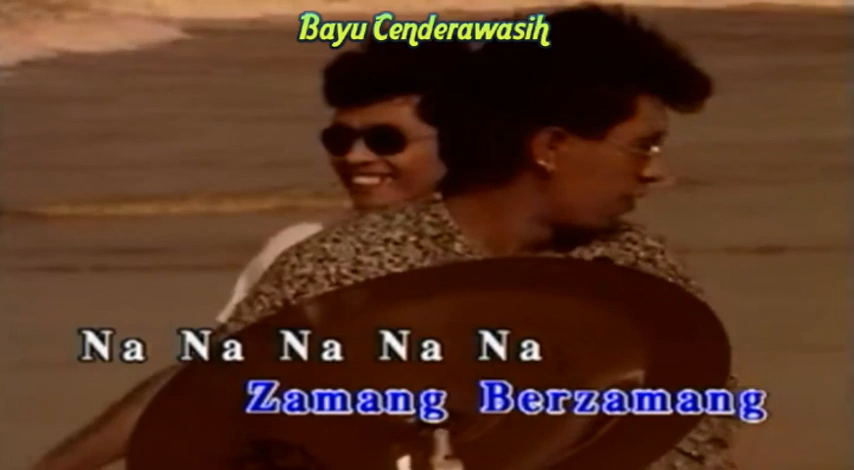 Bayu Cenderawasih
Na Na Na Na Na
Zamang Berzamang